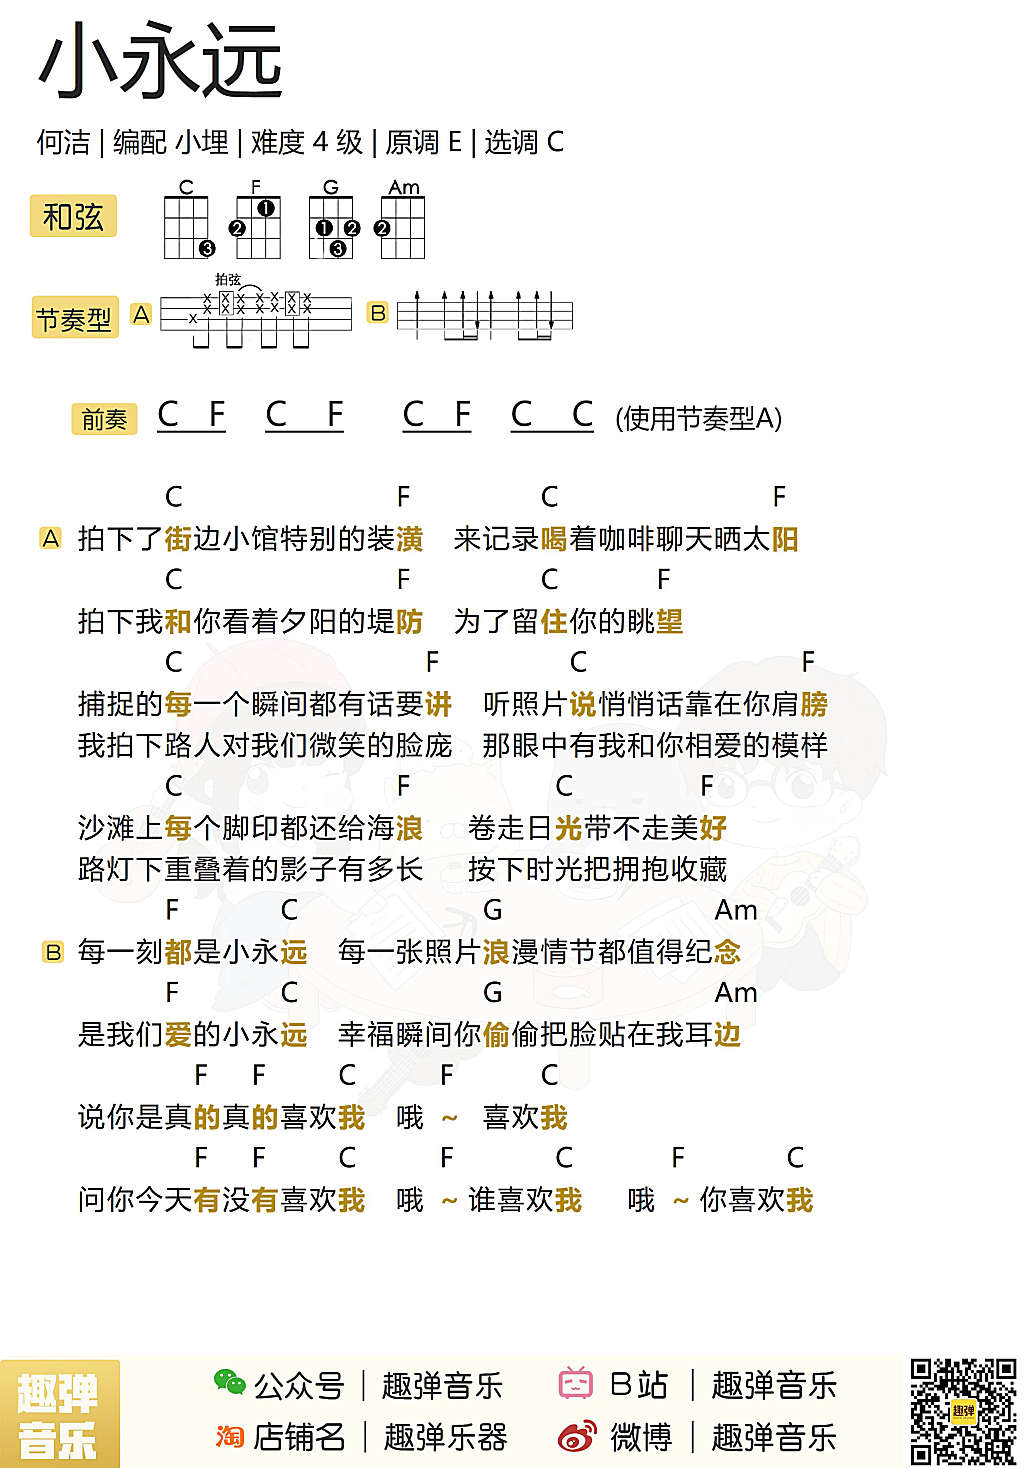 小永远
何洁 | 编配 小埋 | 难度 4 级 | 原调 E | 选调 C
和弦 C F G Am
3 2 1 1 2 3 2
节奏型 A 拍弦 B
前奏 C F C F C F C C (使用节奏型A)
C F C F
A 拍下了街边小馆特别的装潢 来记录喝着咖啡聊天晒太阳
C F C F
拍下我和你看着夕阳的堤防 为了留住你的眺望
C F C F
捕捉的每一个瞬间都有话要讲 听照片说悄悄话靠在你肩膀
我拍下路人对我们微笑的脸庞 那眼中有我和你相爱的模样
C F C F
沙滩上每个脚印都还给海浪 卷走日光带不走美好
路灯下重叠着的影子有多长 按下时光把拥抱收藏
F C G Am
B 每一刻都是小永远 每一张照片浪漫情节都值得纪念
F C G Am
是我们爱的小永远 幸福瞬间你偷偷把脸贴在我耳边
F F C F C
说你是真的真的喜欢我 哦 ~ 喜欢我
F F C F C F C
问你今天有没有喜欢我 哦 ~ 谁喜欢我 哦 ~ 你喜欢我
趣弹音乐
公众号 | 趣弹音乐 B站 | 趣弹音乐
淘 店铺名 | 趣弹乐器 微博 | 趣弹音乐
趣弹